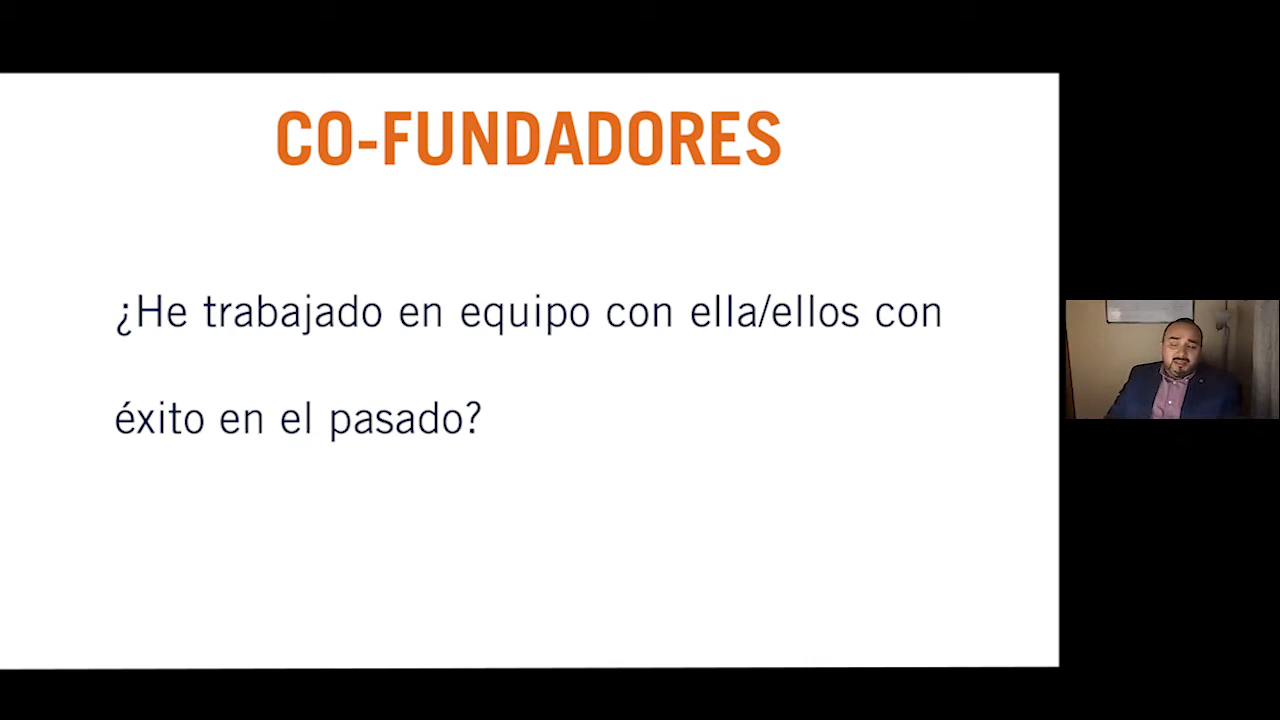 CO-FUNDADORES
¿He trabajado en equipo con ella/ellos con
éxito en el pasado?